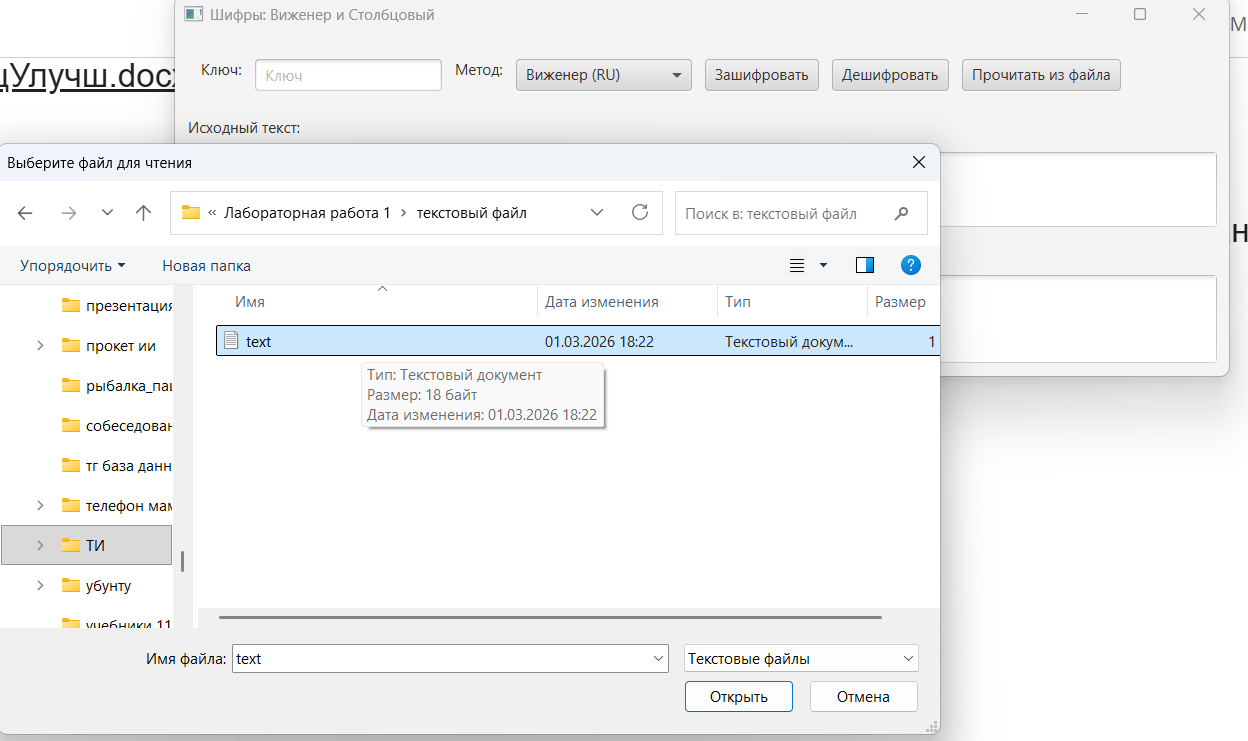 Шифры: Виженер и Столбцовый
М
цУлучш.docx
Ключ: Ключ Метод: Виженер (RU) Зашифровать Дешифровать Прочитать из файла
Исходный текст:
Выберите файл для чтения
« Лабораторная работа 1 › текстовый файл Поиск в: текстовый файл
Упорядочить Новая папка ?
Имя Дата изменения Тип Размер
презентация
text 01.03.2026 18:22 Текстовый докум... 1
прокет ии
Тип: Текстовый документ
Размер: 18 байт
Дата изменения: 01.03.2026 18:22
рыбалка_па
собеседован
тг база данн
телефон мам
ТИ
убунту
учебники 11
Имя файла: text Текстовые файлы
Открыть Отмена